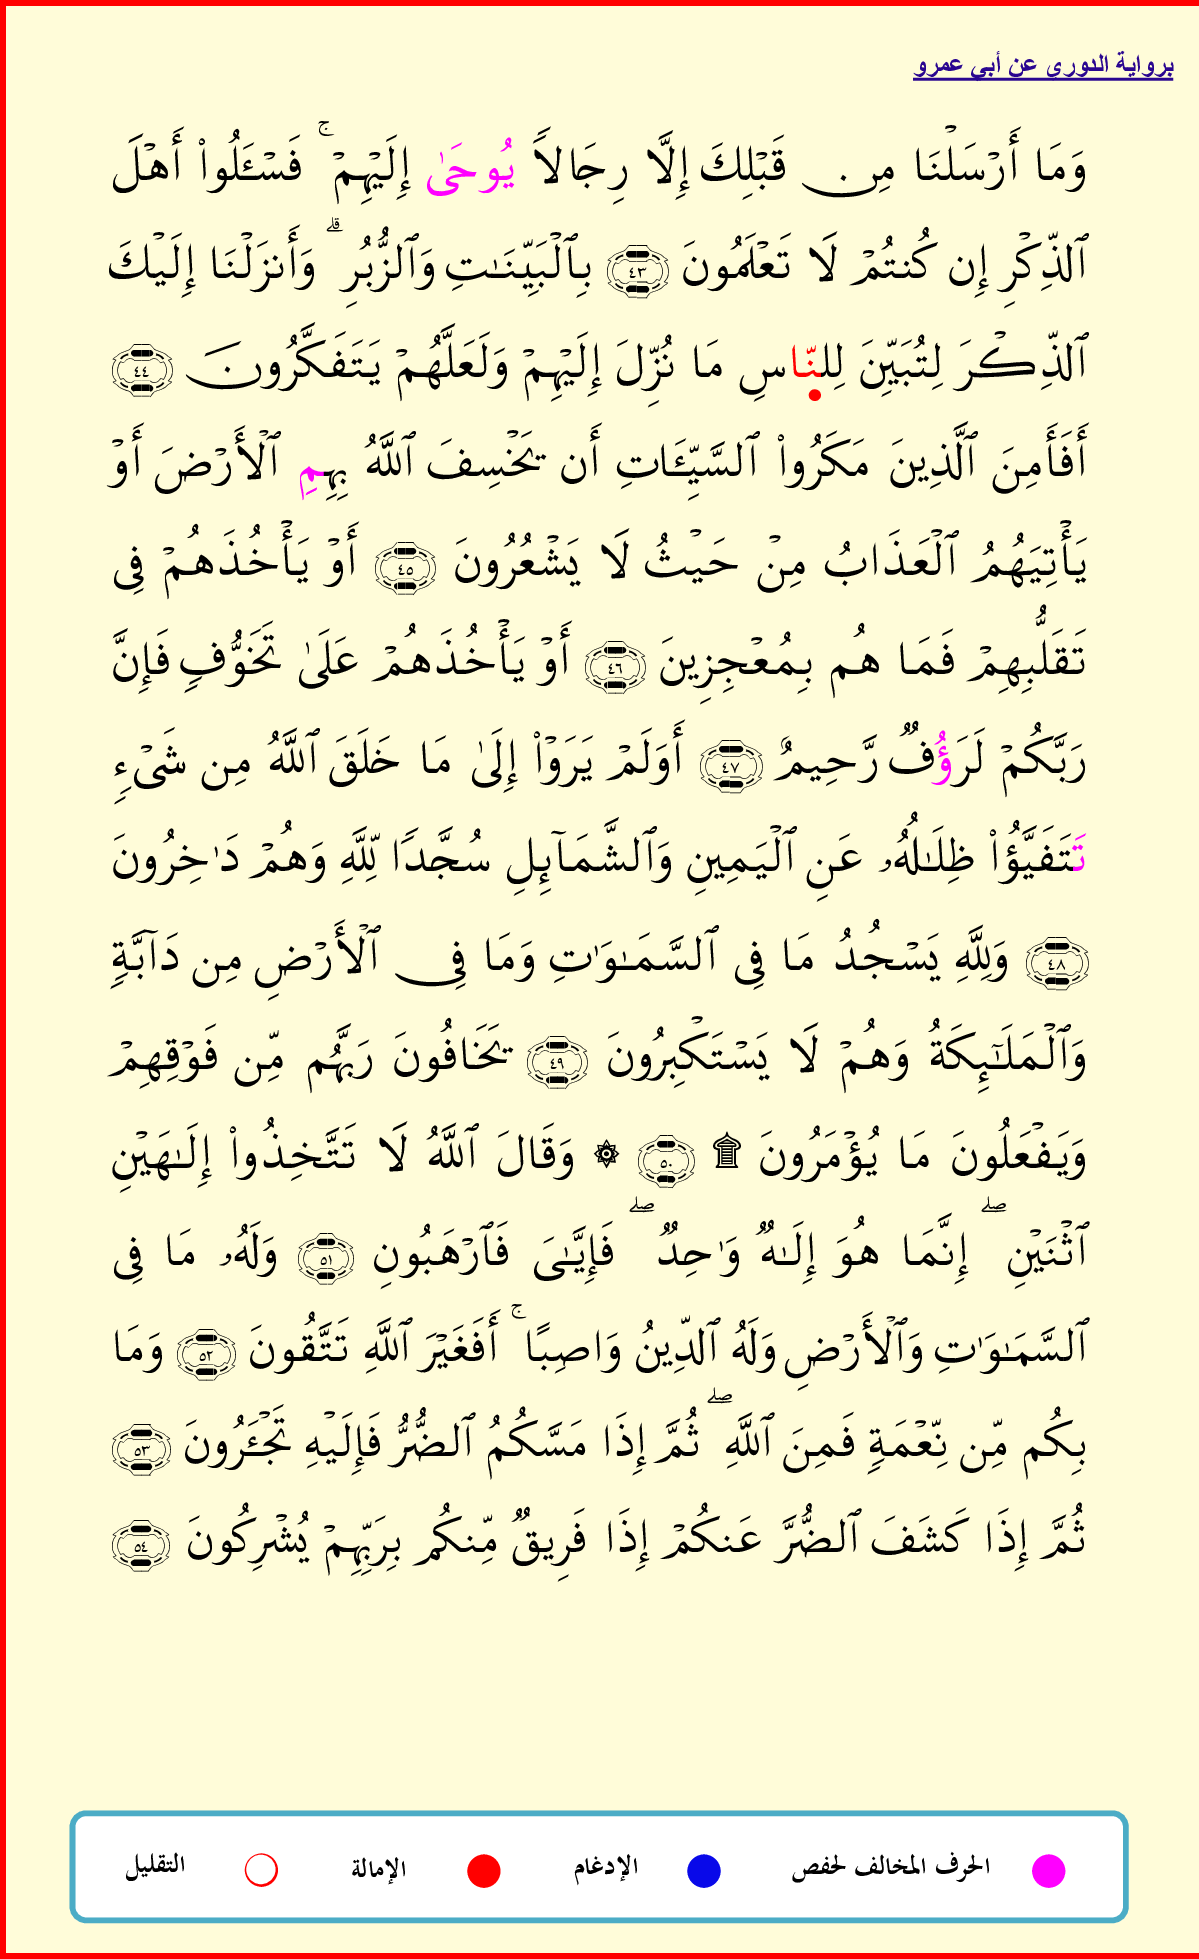 برواية الدوري عن أبي عمرو
وَمَا أَرْسَلْنَا مِن قَبْلِكَ إِلَّا رِجَالًا يُوحَىٰ إِلَيْهِمْ ۚ فَسْـَٔلُوا۟ أَهْلَ
ٱلذِّكْرِ إِن كُنتُمْ لَا تَعْلَمُونَ ٤٣ بِٱلْبَيِّنَـٰتِ وَٱلزُّبُرِ ۗ وَأَنزَلْنَا إِلَيْكَ
ٱلذِّكْرَ لِتُبَيِّنَ لِلنَّاسِ مَا نُزِّلَ إِلَيْهِمْ وَلَعَلَّهُمْ يَتَفَكَّرُونَ ٤٤
أَفَأَمِنَ ٱلَّذِينَ مَكَرُوا۟ ٱلسَّيِّـَٔاتِ أَن يَخْسِفَ ٱللَّهُ بِهِمِ ٱلْأَرْضَ أَوْ
يَأْتِيَهُمُ ٱلْعَذَابُ مِنْ حَيْثُ لَا يَشْعُرُونَ ٤٥ أَوْ يَأْخُذَهُمْ فِى
تَقَلُّبِهِمْ فَمَا هُم بِمُعْجِزِينَ ٤٦ أَوْ يَأْخُذَهُمْ عَلَىٰ تَخَوُّفٍ فَإِنَّ
رَبَّكُمْ لَرَؤُفٌ رَّحِيمٌ ٤٧ أَوَلَمْ يَرَوْا۟ إِلَىٰ مَا خَلَقَ ٱللَّهُ مِن شَىْءٍ
تَتَفَيَّؤُا۟ ظِلَـٰلُهُۥ عَنِ ٱلْيَمِينِ وَٱلشَّمَآئِلِ سُجَّدًا لِّلَّهِ وَهُمْ دَٰخِرُونَ
٤٨ وَلِلَّهِ يَسْجُدُ مَا فِى ٱلسَّمَـٰوَٰتِ وَمَا فِى ٱلْأَرْضِ مِن دَآبَّةٍ
وَٱلْمَلَـٰٓئِكَةُ وَهُمْ لَا يَسْتَكْبِرُونَ ٤٩ يَخَافُونَ رَبَّهُم مِّن فَوْقِهِمْ
وَيَفْعَلُونَ مَا يُؤْمَرُونَ ۩ ٥٠ ۞ وَقَالَ ٱللَّهُ لَا تَتَّخِذُوا۟ إِلَـٰهَيْنِ
ٱثْنَيْنِ ۖ إِنَّمَا هُوَ إِلَـٰهٌ وَٰحِدٌ ۖ فَإِيَّـٰىَ فَٱرْهَبُونِ ٥١ وَلَهُۥ مَا فِى
ٱلسَّمَـٰوَٰتِ وَٱلْأَرْضِ وَلَهُ ٱلدِّينُ وَاصِبًا ۚ أَفَغَيْرَ ٱللَّهِ تَتَّقُونَ ٥٢ وَمَا
بِكُم مِّن نِّعْمَةٍ فَمِنَ ٱللَّهِ ۖ ثُمَّ إِذَا مَسَّكُمُ ٱلضُّرُّ فَإِلَيْهِ تَجْـَٔرُونَ ٥٣
ثُمَّ إِذَا كَشَفَ ٱلضُّرَّ عَنكُمْ إِذَا فَرِيقٌ مِّنكُم بِرَبِّهِمْ يُشْرِكُونَ ٥٤
الحرف المخالف لحفص الإدغام الإمالة التقليل